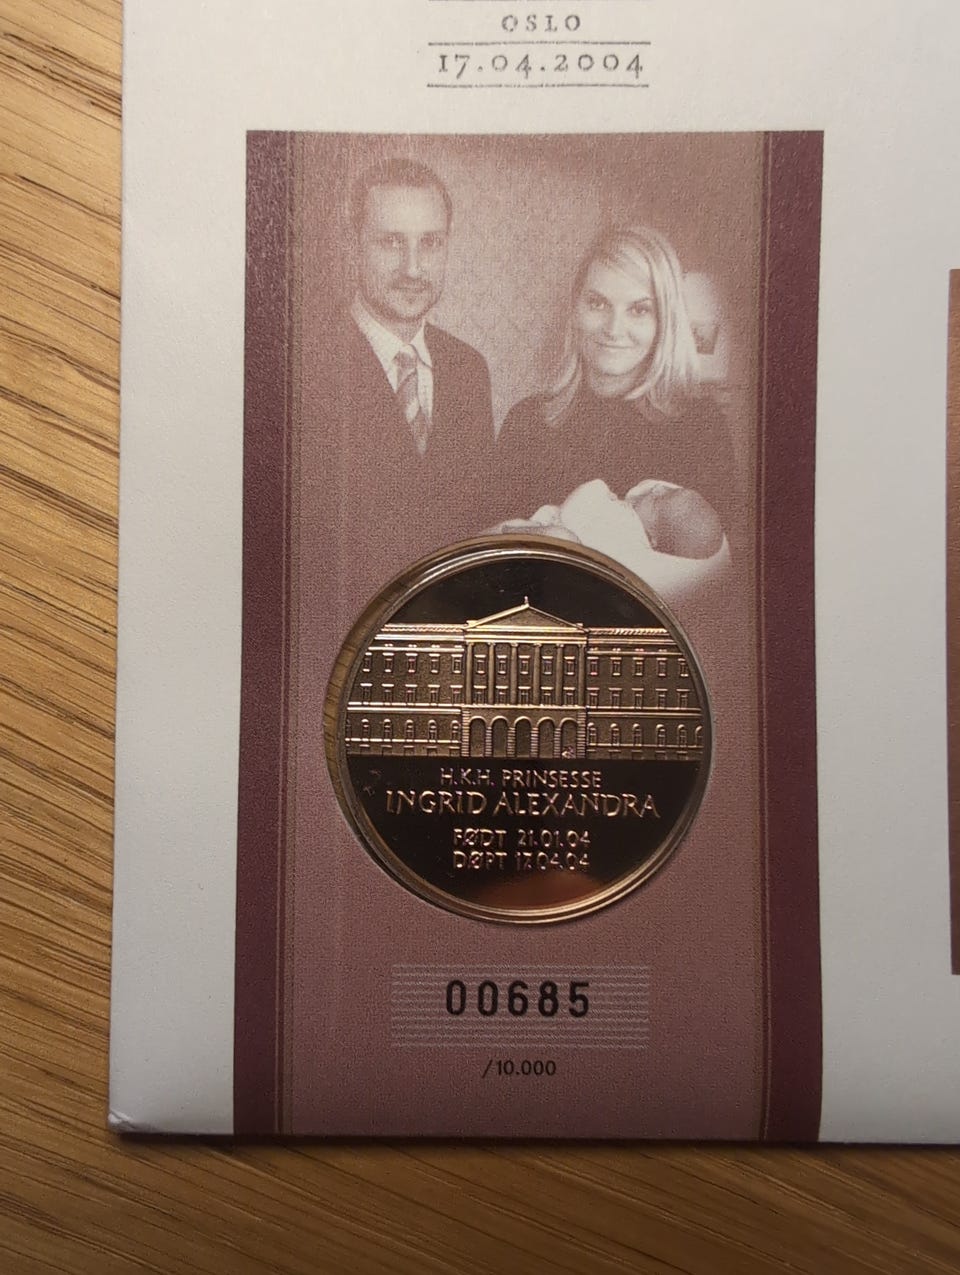 OSLO
17.04.2004
H.K.H. PRINSESSE
INGRID ALEXANDRA
FØDT 21.01.04
DØPT 17.04.04
00685
/10.000